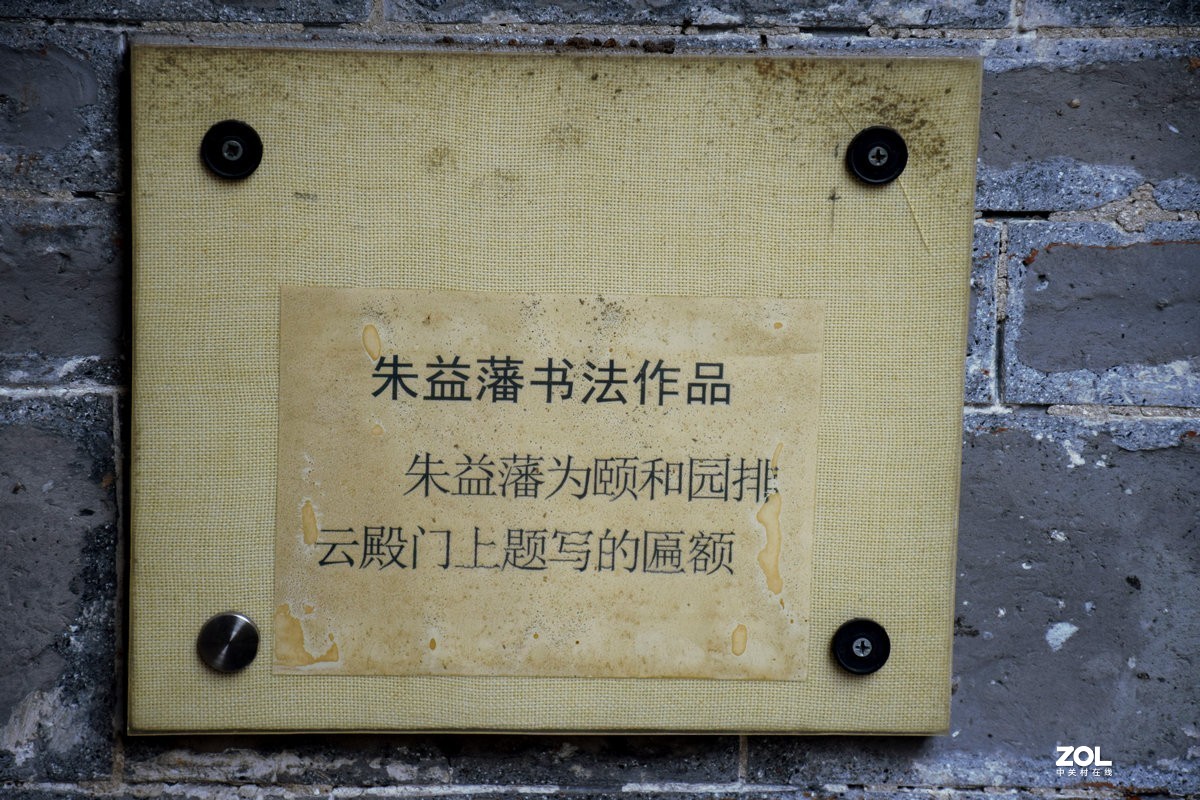 朱益藩书法作品
朱益藩为颐和园排
云殿门上题写的匾额
ZOL
中关村在线